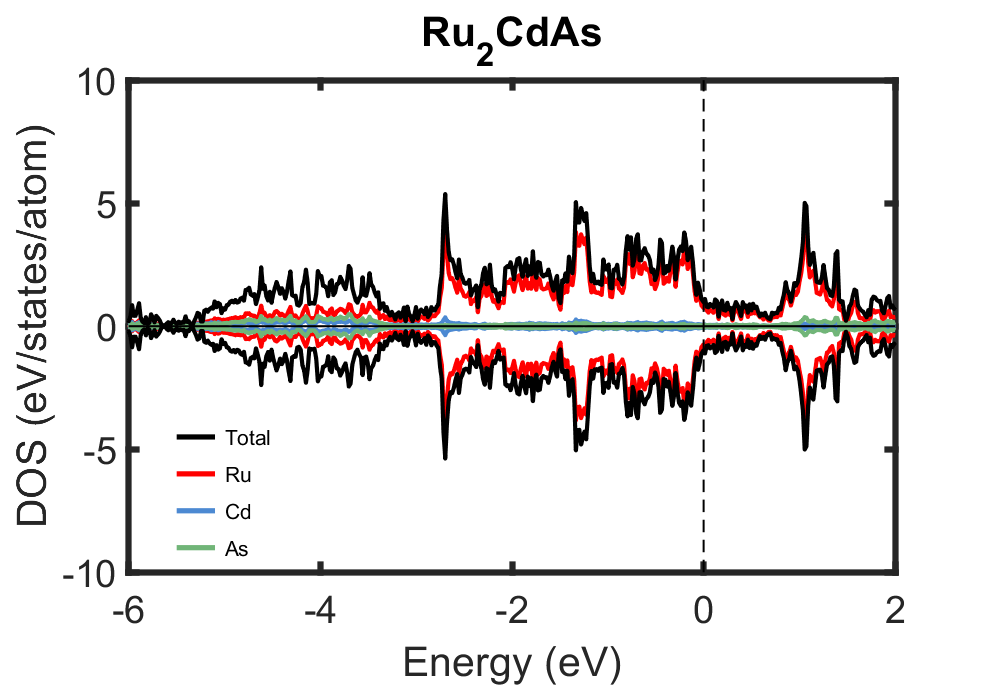 Ru₂CdAs
10
5
0
-5
-10
DOS (eV/states/atom)
Total
Ru
Cd
As
-6 -4 -2 0 2
Energy (eV)